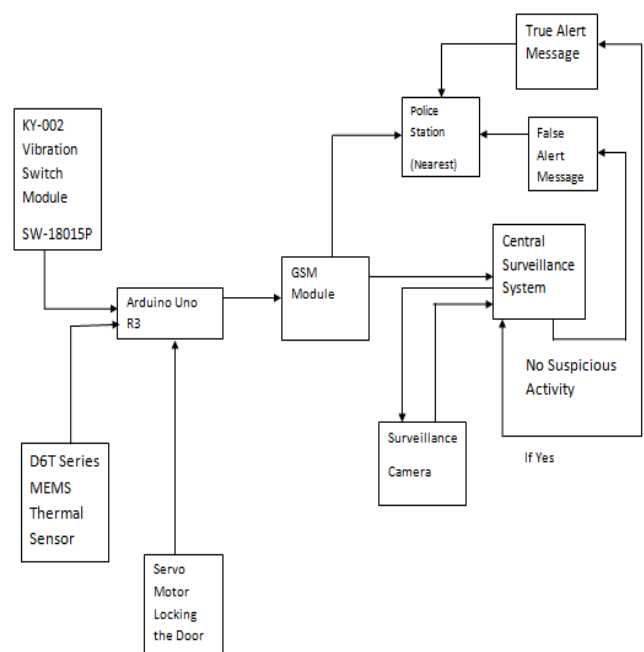 True Alert
Message
Police
Station
(Nearest)
False
Alert
Message
KY-002
Vibration
Switch
Module
SW-18015P
Central
Surveillance
System
GSM
Module
Arduino Uno
R3
No Suspicious
Activity
Surveillance
Camera
If Yes
D6T Series
MEMS
Thermal
Sensor
Servo
Motor
Locking
the Door